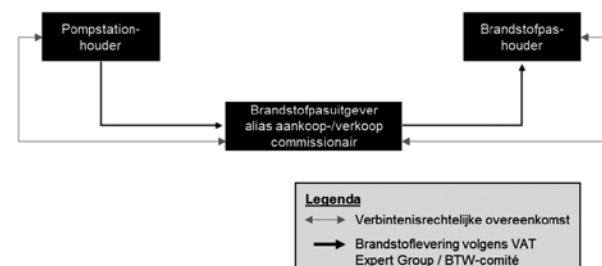 Pompstation-
houder
Brandstofpas-
houder
Brandstofpasuitgever
alias aankoop-/verkoop
commissionair
Legenda
Verbintenisrechtelijke overeenkomst
Brandstoflevering volgens VAT
Expert Group / BTW-comité